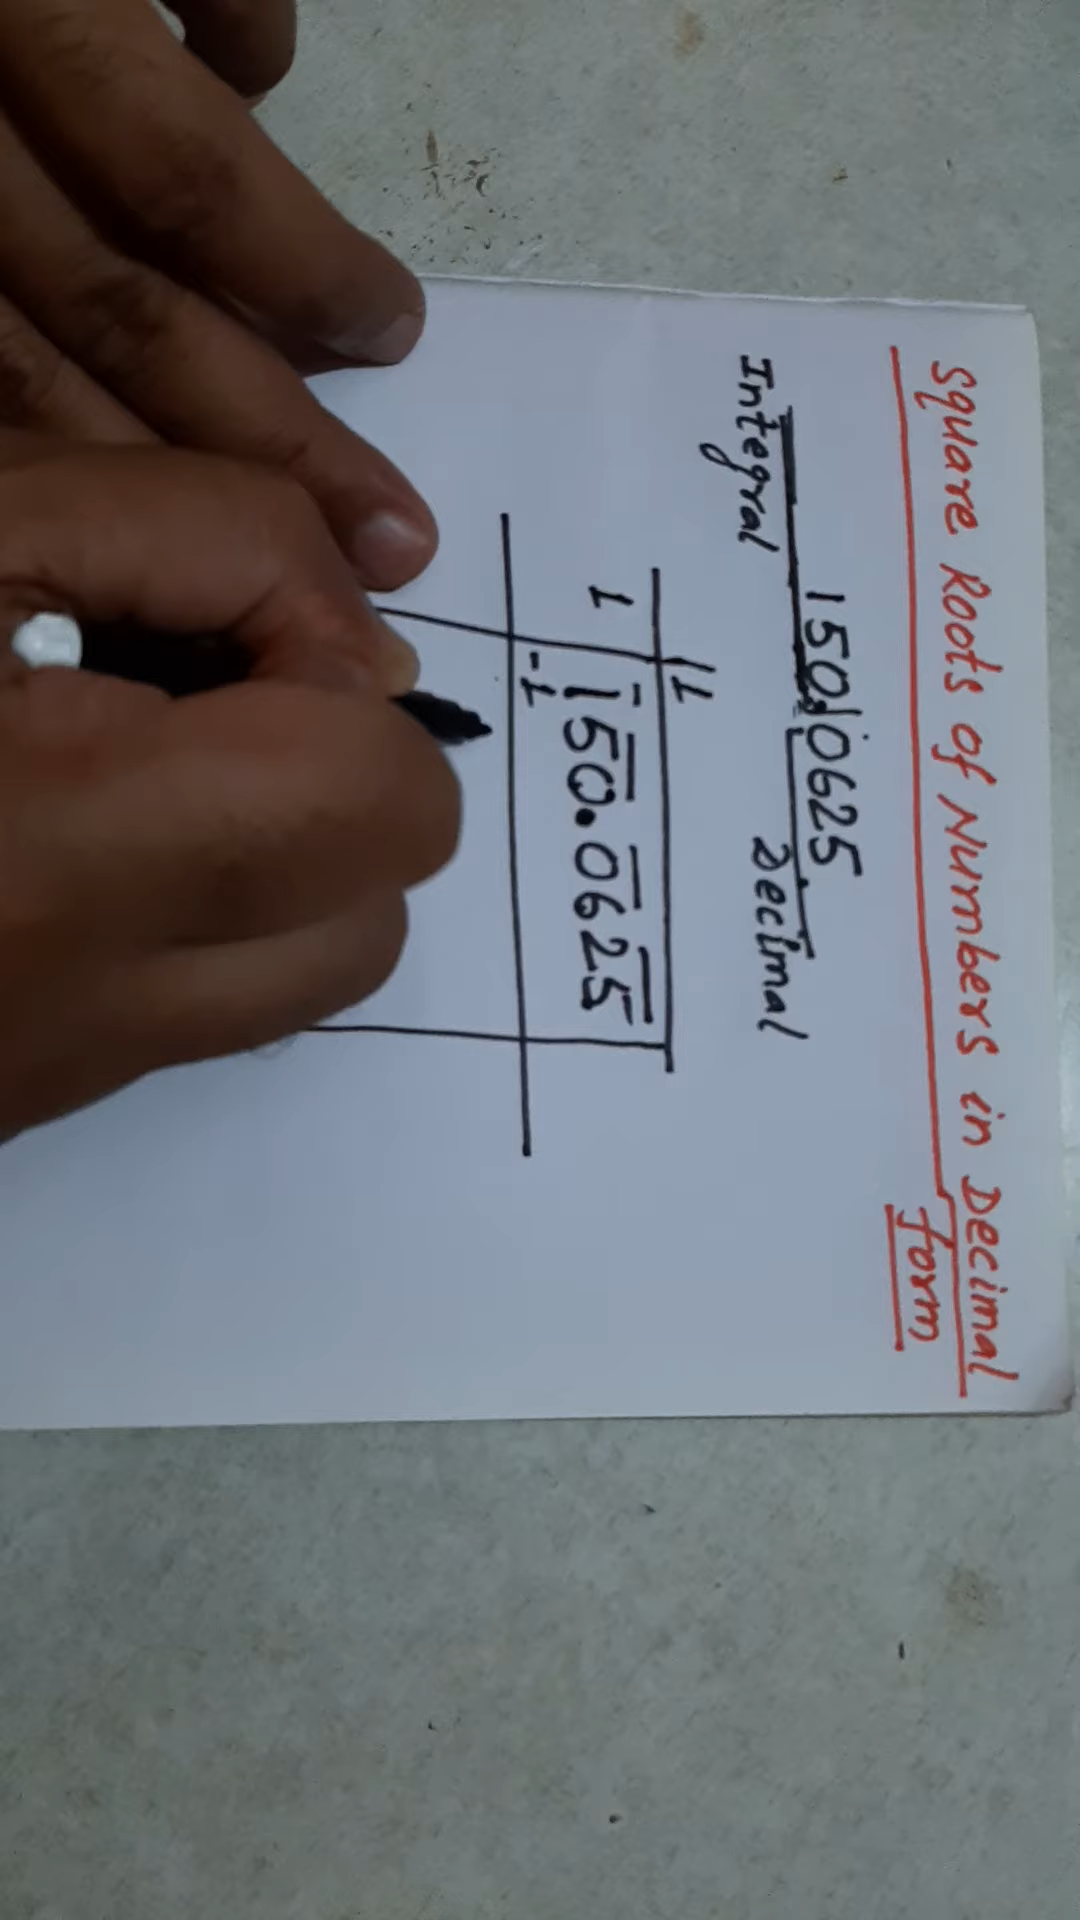 Square Roots of Numbers in Decimal
form
150.0625
Integral Decimal
1
1 150.0625
-1